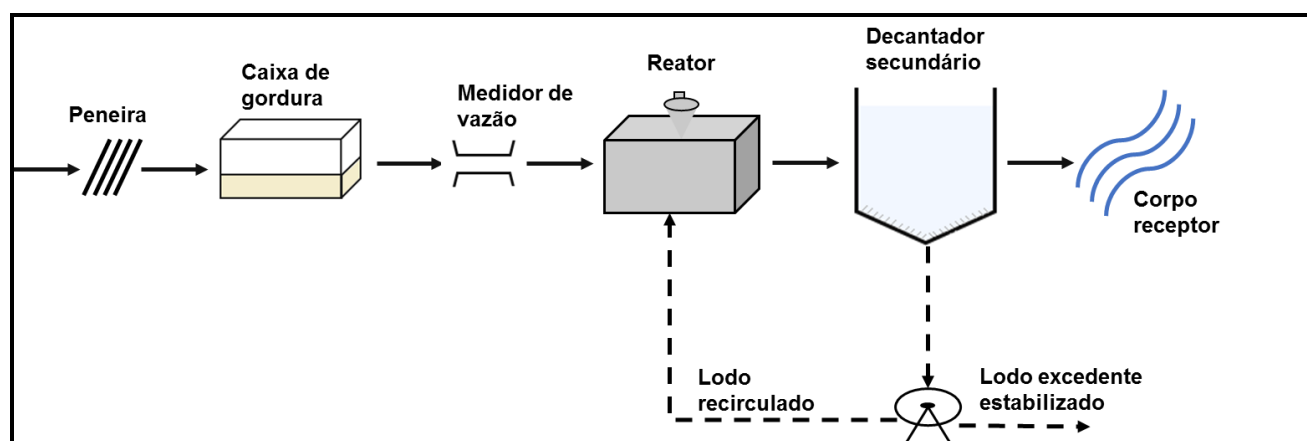 Peneira
Caixa de
gordura
Medidor de
vazão
Reator
Decantador
secundário
Corpo
receptor
Lodo
recirculado
Lodo excedente
estabilizado